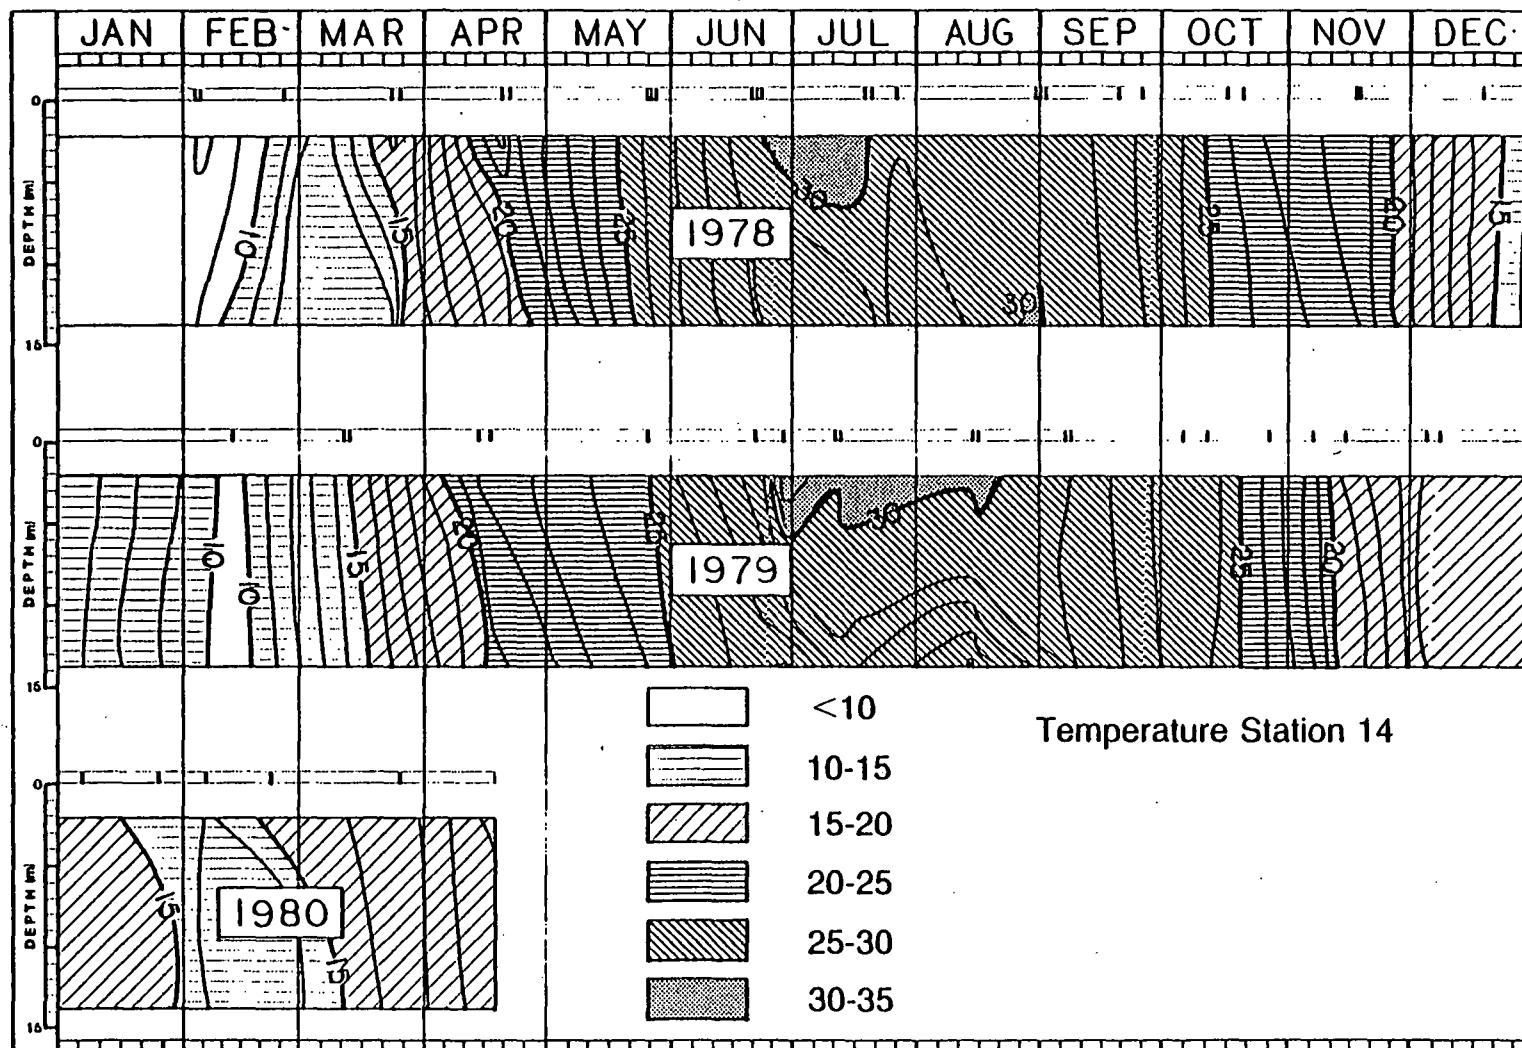 JAN FEB MAR APR MAY JUN JUL AUG SEP OCT NOV DEC
0
DEPTH (m)
15
10 15 20 25 30 30 25 20 15
1978
0
DEPTH (m)
15
10 10 15 20 25 30 25 20
1979
0
DEPTH (m)
15
15 15
1980
<10
10-15
15-20
20-25
25-30
30-35
Temperature Station 14